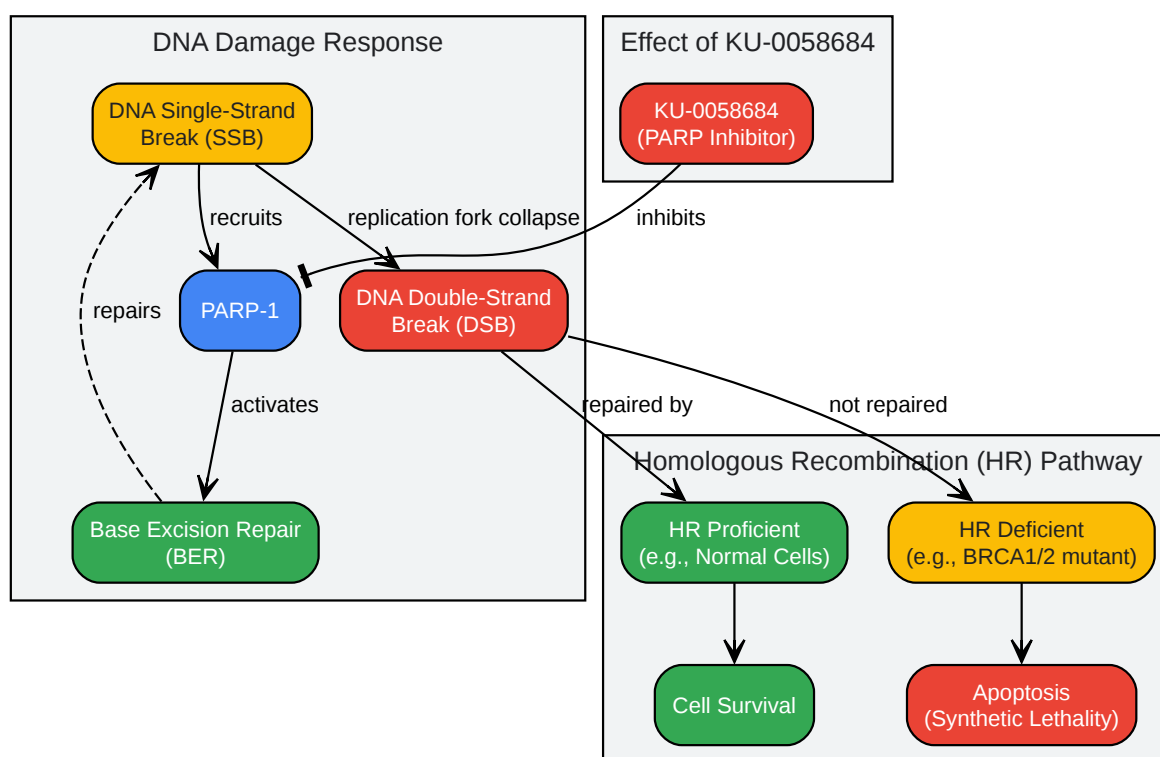 DNA Damage Response
Effect of KU-0058684
DNA Single-Strand
Break (SSB)
KU-0058684
(PARP Inhibitor)
recruits
replication fork collapse
inhibits
repairs
PARP-1
DNA Double-Strand
Break (DSB)
activates
repaired by
not repaired
Homologous Recombination (HR) Pathway
Base Excision Repair
(BER)
HR Proficient
(e.g., Normal Cells)
HR Deficient
(e.g., BRCA1/2 mutant)
Cell Survival
Apoptosis
(Synthetic Lethality)